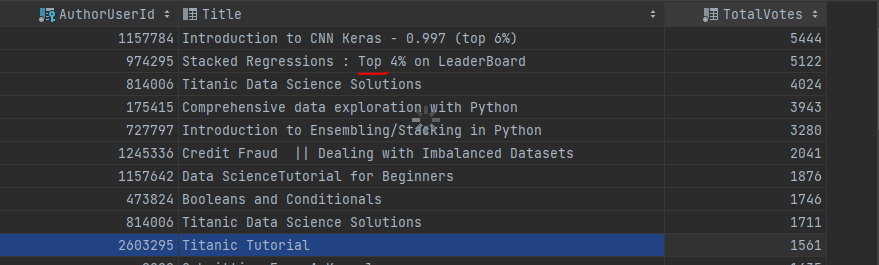 AuthorUserId Title TotalVotes
1157784 Introduction to CNN Keras - 0.997 (top 6%) 5444
974295 Stacked Regressions : Top 4% on LeaderBoard 5122
814006 Titanic Data Science Solutions 4024
175415 Comprehensive data exploration with Python 3943
727797 Introduction to Ensembling/Stacking in Python 3280
1245336 Credit Fraud || Dealing with Imbalanced Datasets 2041
1157642 Data ScienceTutorial for Beginners 1876
473824 Booleans and Conditionals 1746
814006 Titanic Data Science Solutions 1711
2603295 Titanic Tutorial 1561